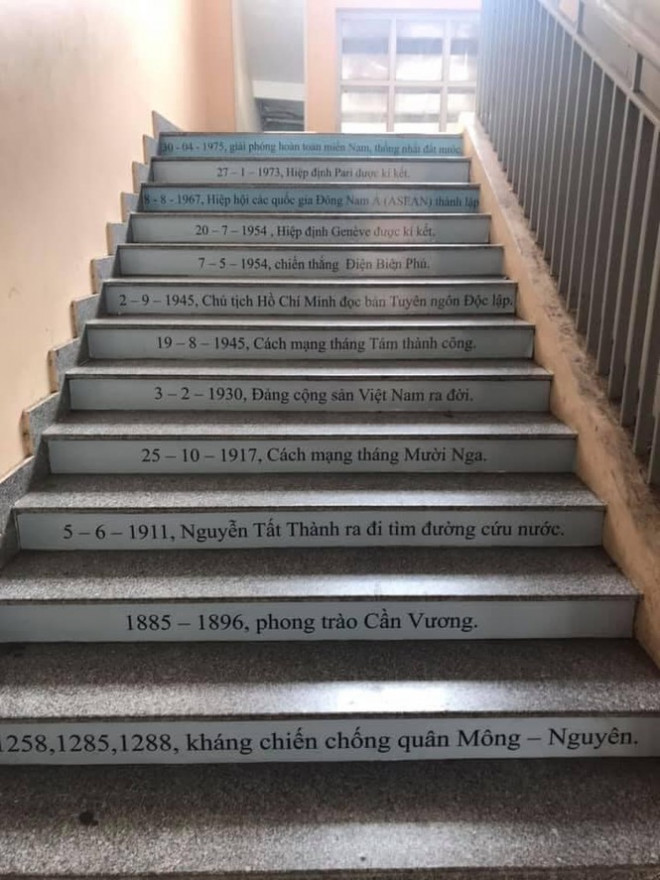 30 - 04 - 1975, giải phóng hoàn toàn miền Nam, thống nhất đất nước
27 – 1 – 1973, Hiệp định Pari được kí kết.
8 - 8 - 1967, Hiệp hội các quốc gia Đông Nam Á (ASEAN) thành lập
20 – 7 – 1954 , Hiệp định Genève được kí kết.
7 – 5 – 1954, chiến thắng Điện Biên Phủ.
2 – 9 – 1945, Chủ tịch Hồ Chí Minh đọc bản Tuyên ngôn Độc lập.
19 – 8 – 1945, Cách mạng tháng Tám thành công.
3 – 2 – 1930, Đảng cộng sản Việt Nam ra đời.
25 – 10 – 1917, Cách mạng tháng Mười Nga.
5 – 6 – 1911, Nguyễn Tất Thành ra đi tìm đường cứu nước.
1885 – 1896, phong trào Cần Vương.
1258,1285,1288, kháng chiến chống quân Mông – Nguyên.